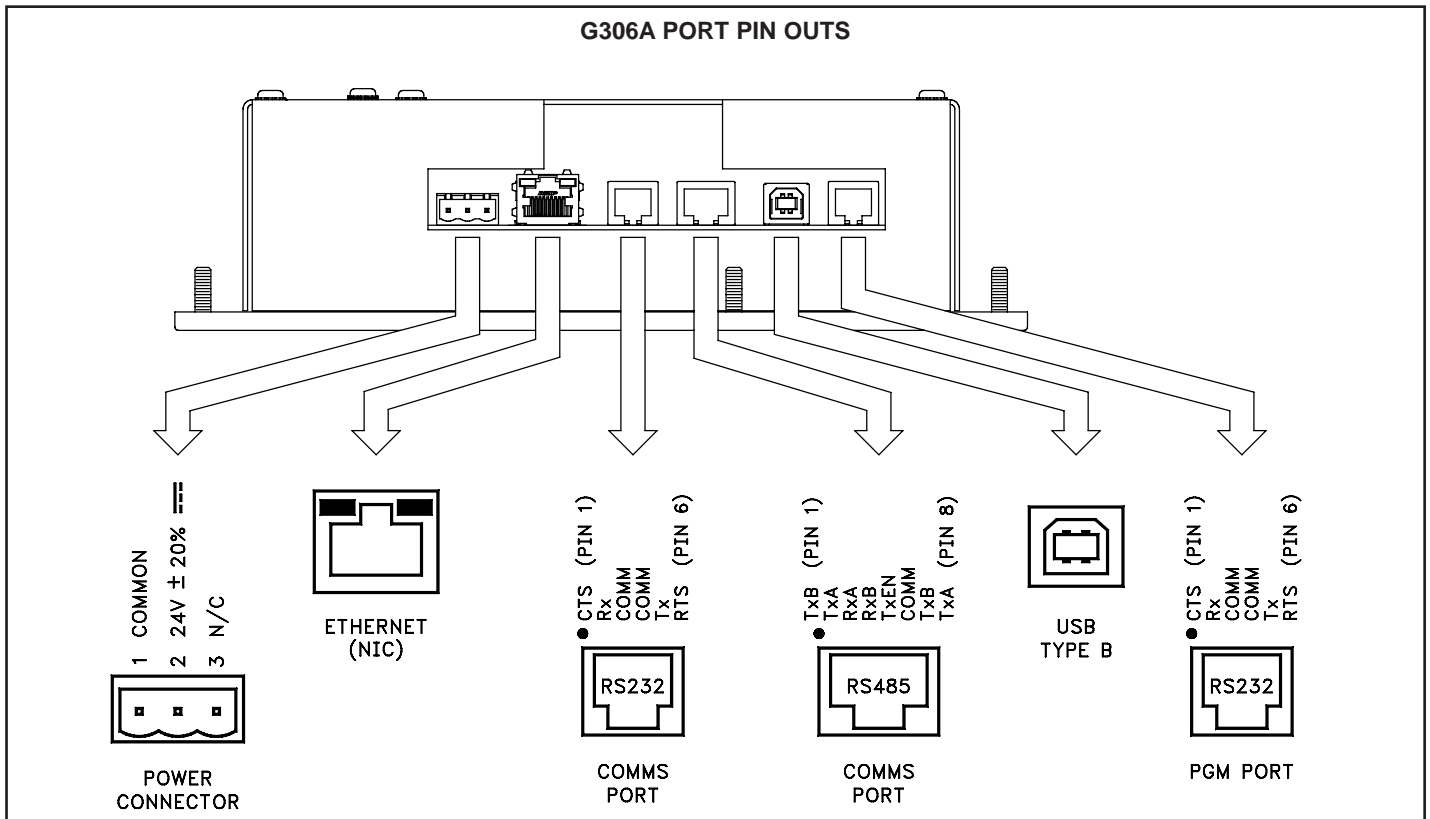 G306A PORT PIN OUTS
1 COMMON
2 24V ± 20%
3 N/C
POWER
CONNECTOR
ETHERNET
(NIC)
CTS (PIN 1)
Rx
COMM
COMM
Tx
RTS (PIN 6)
RS232
COMMS
PORT
TxB (PIN 1)
TxA
RxA
RxB
TxEN
COMM
TxB
TxA (PIN 8)
RS485
COMMS
PORT
USB
TYPE B
CTS (PIN 1)
Rx
COMM
COMM
Tx
RTS (PIN 6)
RS232
PGM PORT